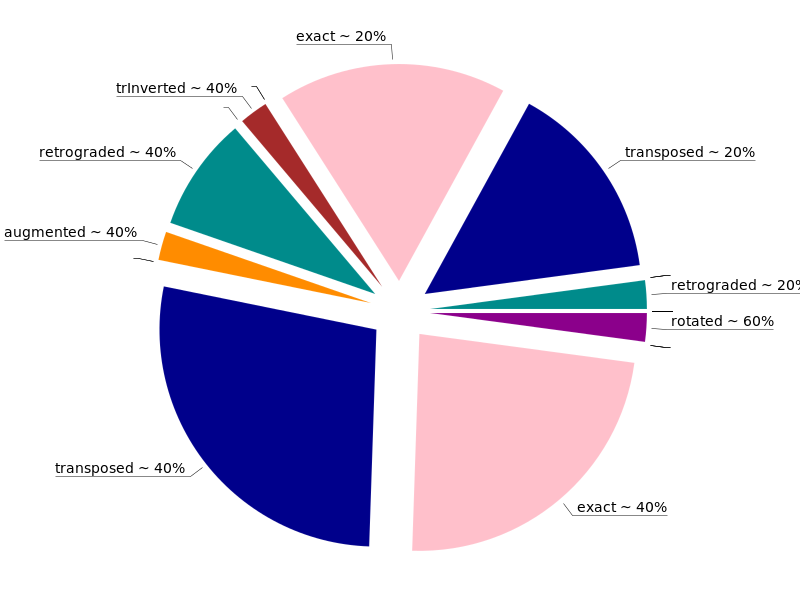 exact ~ 20%
trInverted ~ 40%
transposed ~ 20%
retrograded ~ 40%
augmented ~ 40%
retrograded ~ 20%
rotated ~ 60%
transposed ~ 40%
exact ~ 40%